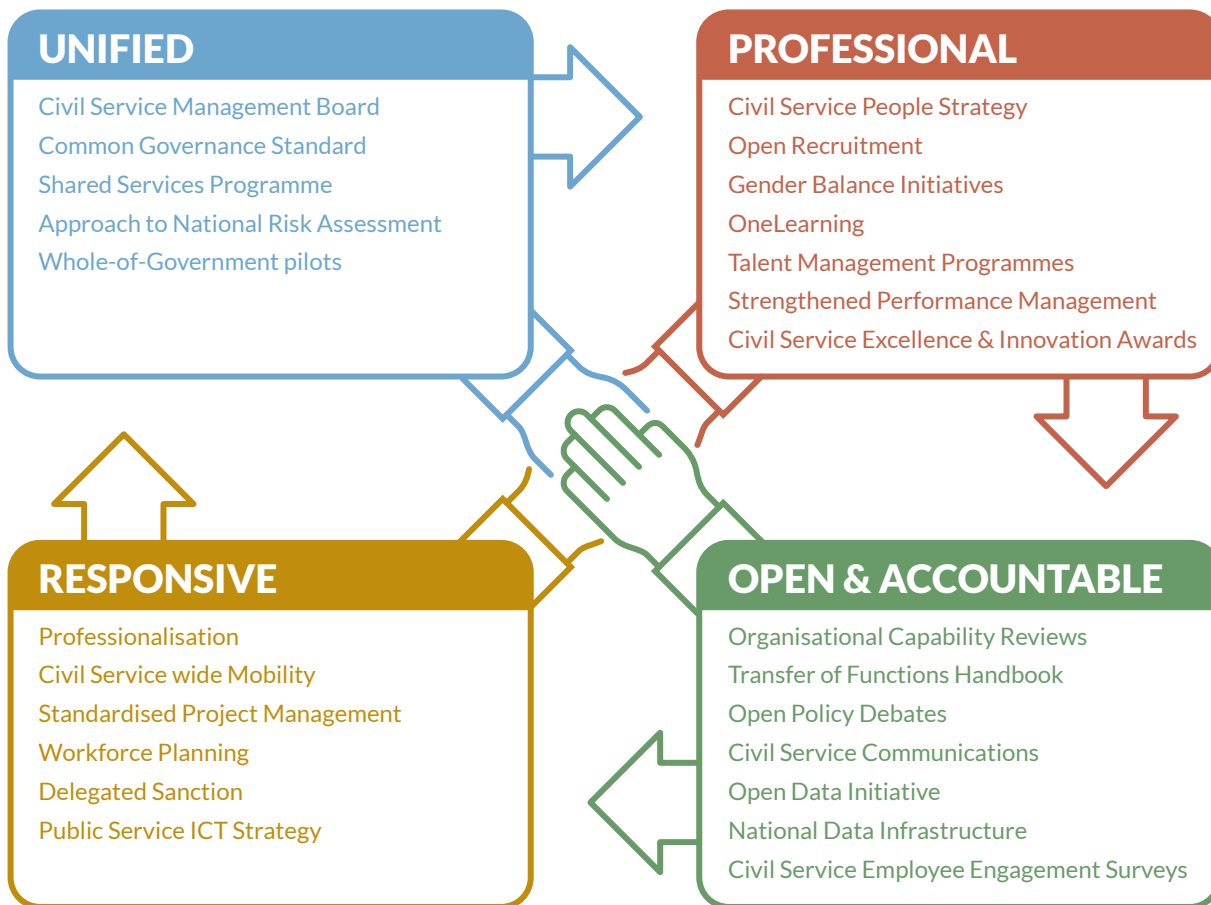 UNIFIED
Civil Service Management Board
Common Governance Standard
Shared Services Programme
Approach to National Risk Assessment
Whole-of-Government pilots
PROFESSIONAL
Civil Service People Strategy
Open Recruitment
Gender Balance Initiatives
OneLearning
Talent Management Programmes
Strengthened Performance Management
Civil Service Excellence & Innovation Awards
RESPONSIVE
Professionalisation
Civil Service wide Mobility
Standardised Project Management
Workforce Planning
Delegated Sanction
Public Service ICT Strategy
OPEN & ACCOUNTABLE
Organisational Capability Reviews
Transfer of Functions Handbook
Open Policy Debates
Civil Service Communications
Open Data Initiative
National Data Infrastructure
Civil Service Employee Engagement Surveys